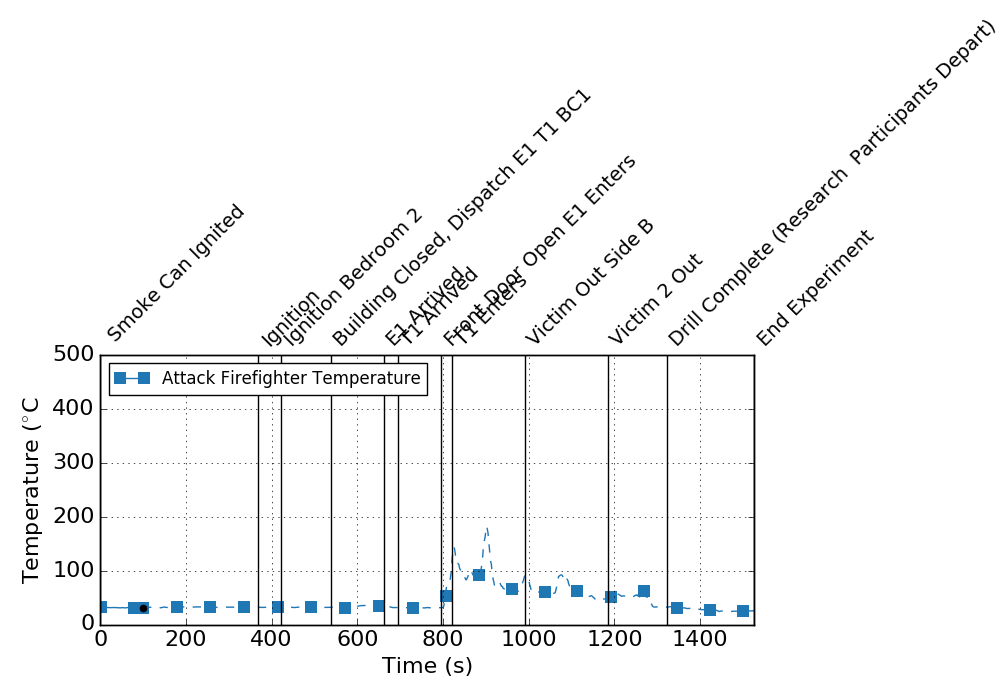 Smoke Can Ignited
Ignition
Ignition Bedroom 2
Building Closed, Dispatch E1 T1 BC1
E1 Arrived
T1 Arrived
Front Door Open E1 Enters
T1 Enters
Victim Out Side B
Victim 2 Out
Drill Complete (Research  Participants Depart)
End Experiment
500
400
300
200
100
0
Temperature (°C
Attack Firefighter Temperature
0 200 400 600 800 1000 1200 1400
Time (s)